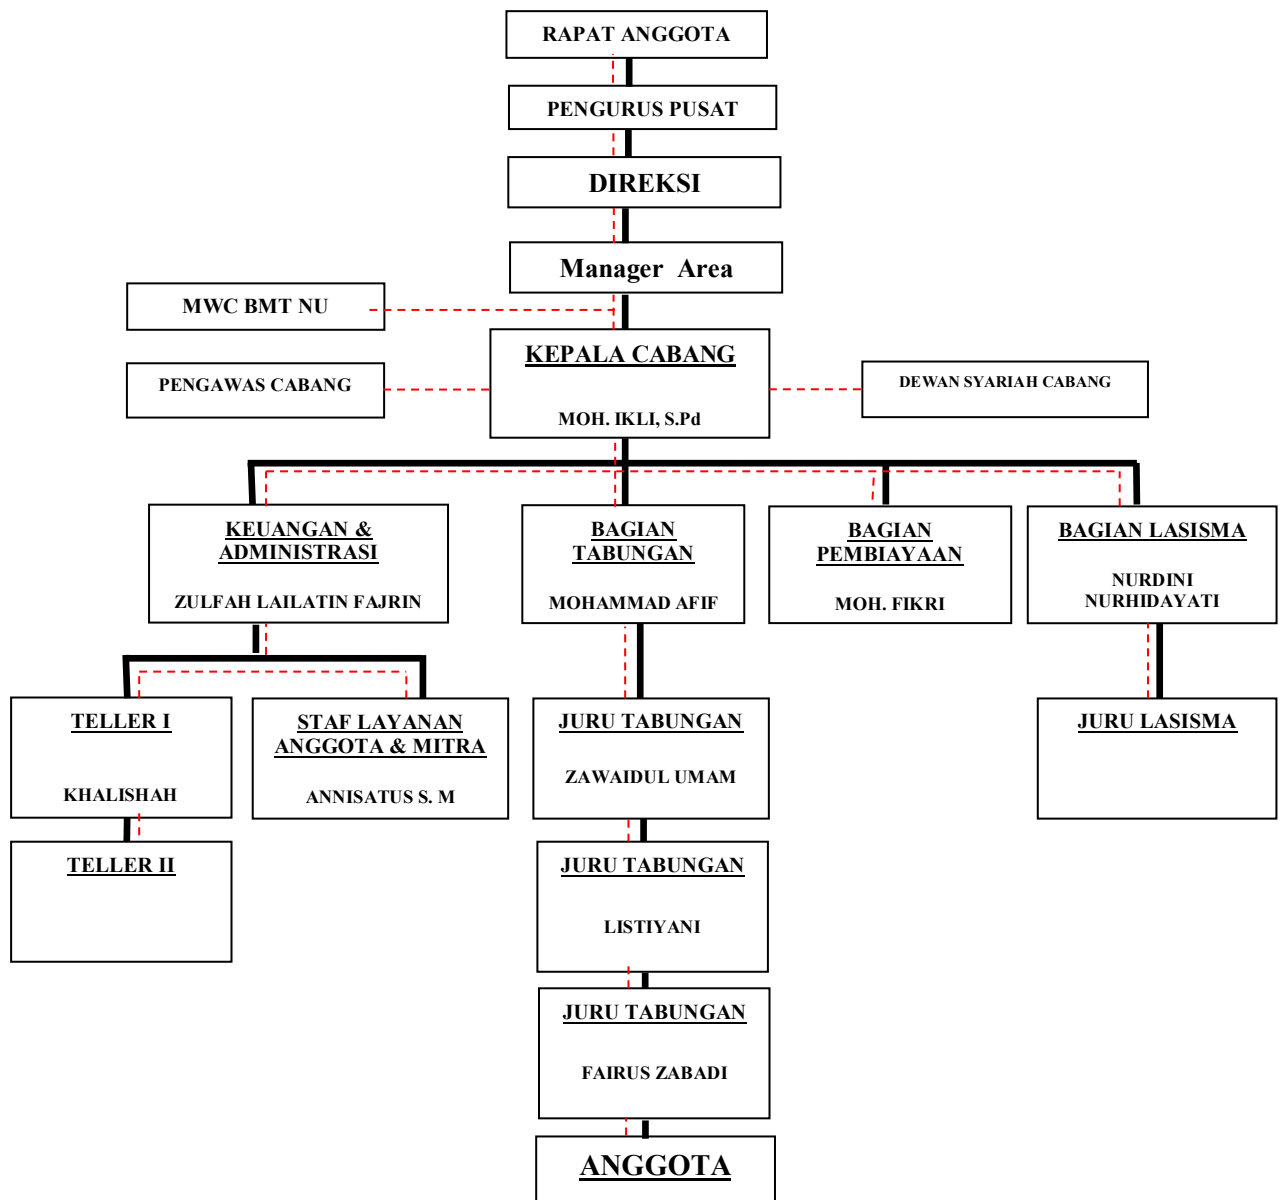 RAPAT ANGGOTA
PENGURUS PUSAT
DIREKSI
Manager Area
MWC BMT NU
KEPALA CABANG
MOH. IKLI, S.Pd
PENGAWAS CABANG
DEWAN SYARIAH CABANG
KEUANGAN &
ADMINISTRASI
ZULFAH LAILATIN FAJRIN
BAGIAN
TABUNGAN
MOHAMMAD AFIF
BAGIAN
PEMBIAYAAN
MOH. FIKRI
BAGIAN LASISMA
NURDINI
NURHIDAYATI
TELLER I
KHALISHAH
STAF LAYANAN
ANGGOTA & MITRA
ANNISATUS S. M
JURU TABUNGAN
ZAWAIDUL UMAM
JURU LASISMA
TELLER II
JURU TABUNGAN
LISTIYANI
JURU TABUNGAN
FAIRUS ZABADI
ANGGOTA